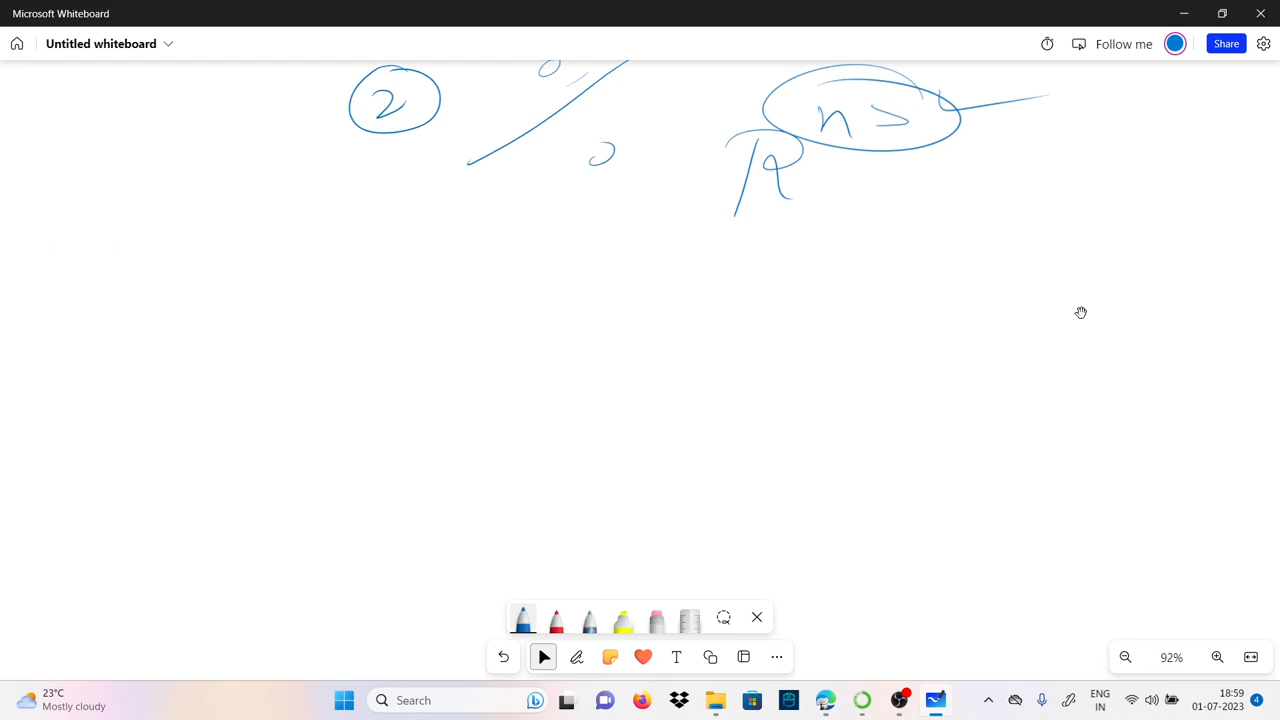 Microsoft Whiteboard
Untitled whiteboard
Follow me
Share
2
n >
R
92%
23°C
Mostly cloudy
Search
ENG
IN
18:59
01-07-2023
4